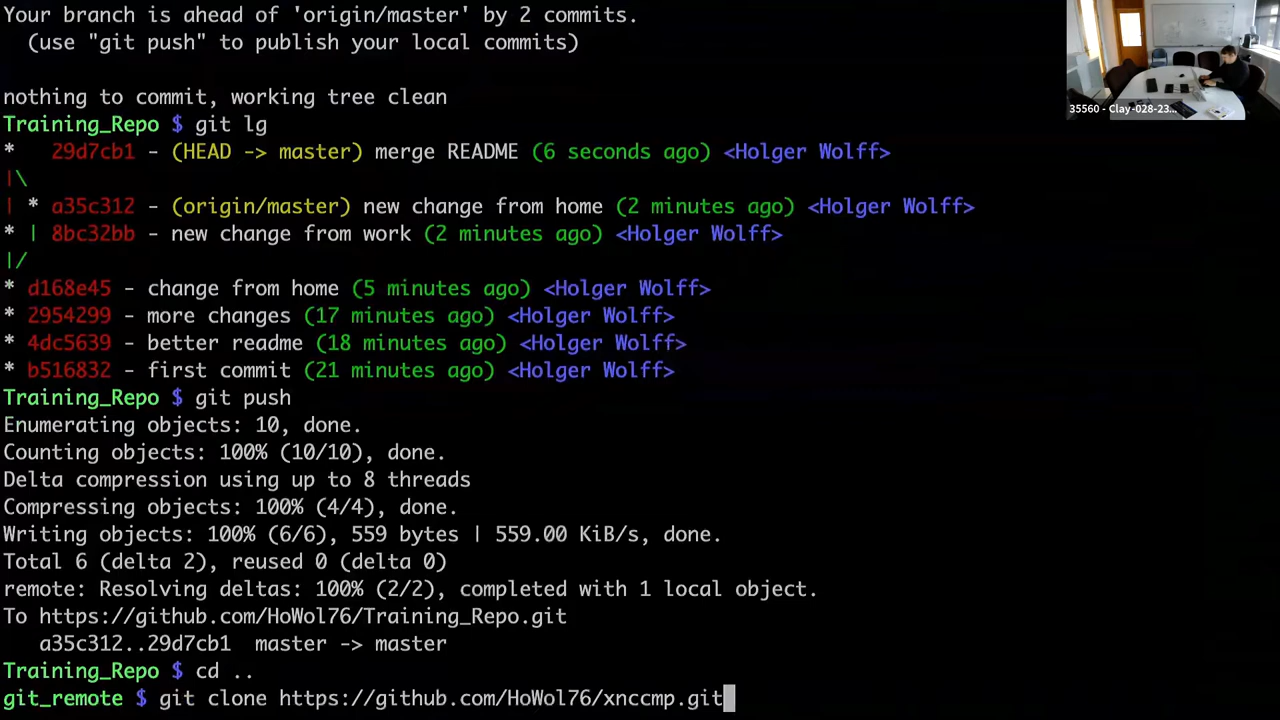 Your branch is ahead of 'origin/master' by 2 commits.
  (use "git push" to publish your local commits)
35560 - Clay-028-23...
nothing to commit, working tree clean
Training_Repo $ git lg
*   29d7cb1 - (HEAD -> master) merge README (6 seconds ago) <Holger Wolff>
|\
| * a35c312 - (origin/master) new change from home (2 minutes ago) <Holger Wolff>
* | 8bc32bb - new change from work (2 minutes ago) <Holger Wolff>
|/
* d168e45 - change from home (5 minutes ago) <Holger Wolff>
* 2954299 - more changes (17 minutes ago) <Holger Wolff>
* 4dc5639 - better readme (18 minutes ago) <Holger Wolff>
* b516832 - first commit (21 minutes ago) <Holger Wolff>
Training_Repo $ git push
Enumerating objects: 10, done.
Counting objects: 100% (10/10), done.
Delta compression using up to 8 threads
Compressing objects: 100% (4/4), done.
Writing objects: 100% (6/6), 559 bytes | 559.00 KiB/s, done.
Total 6 (delta 2), reused 0 (delta 0)
remote: Resolving deltas: 100% (2/2), completed with 1 local object.
To https://github.com/HoWol76/Training_Repo.git
   a35c312..29d7cb1  master -> master
Training_Repo $ cd ..
git_remote $ git clone https://github.com/HoWol76/xnccmp.git